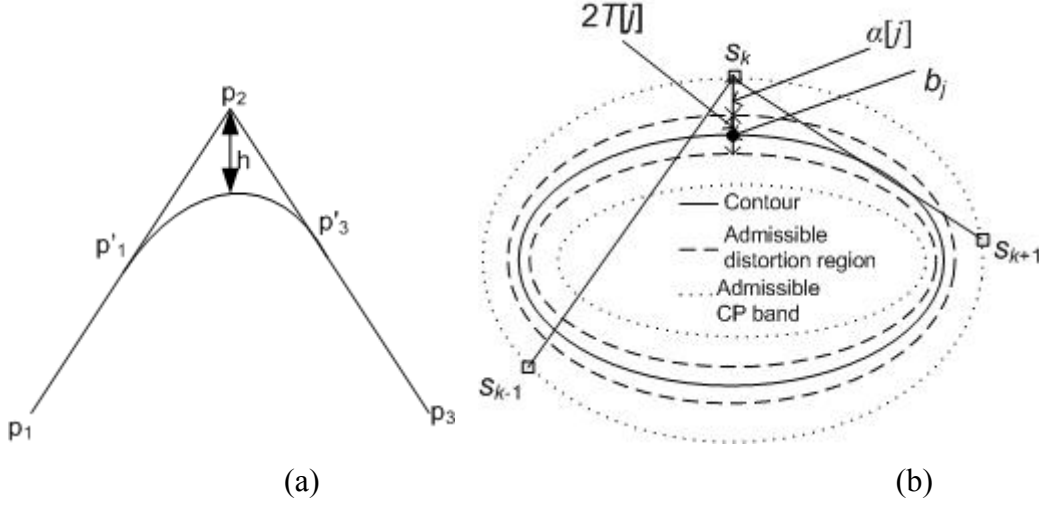 p₂
h
p'₁
p'₃
p₁
p₃
(a)
2T[j]
α[j]
sₖ
bⱼ
Contour
Admissible
distortion region
Admissible
CP band
sₖ₊₁
sₖ₋₁
(b)